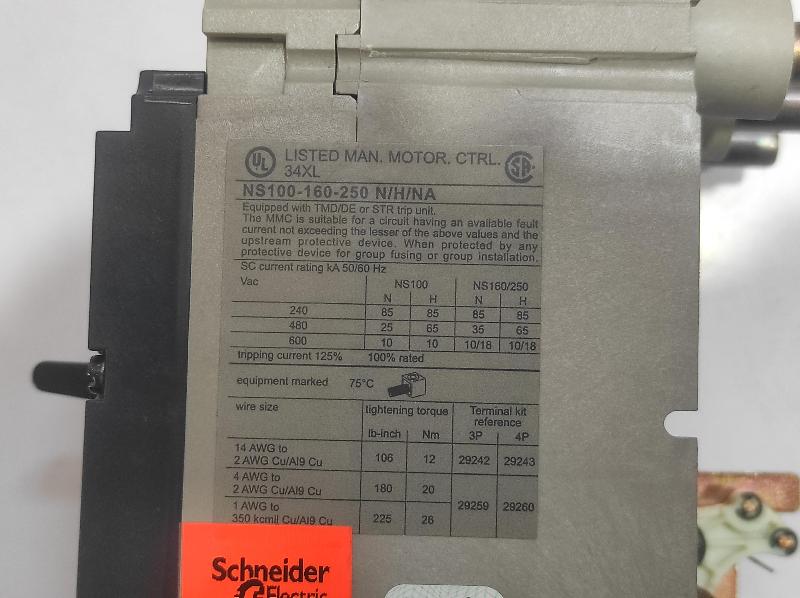 UL LISTED MAN. MOTOR. CTRL.
34XL
NS100-160-250 N/H/NA
Equipped with TMD/DE or STR trip unit.
The MMC is suitable for a circuit having an available fault
current not exceeding the lesser of the above values and the
upstream protective device. When protected by any
protective device for group fusing or group installation.
SC current rating kA 50/60 Hz
Vac NS100 NS160/250
N H N H
240 85 85 85 85
480 25 65 35 65
600 10 10 10/18 10/18
tripping current 125% 100% rated
equipment marked 75°C
wire size tightening torque Terminal kit
reference
lb-inch Nm 3P 4P
14 AWG to
2 AWG Cu/Al9 Cu 106 12 29242 29243
4 AWG to
2 AWG Cu/Al9 Cu 180 20
29259 29260
1 AWG to
350 kcmil Cu/Al9 Cu 225 26
Schneider
Electric